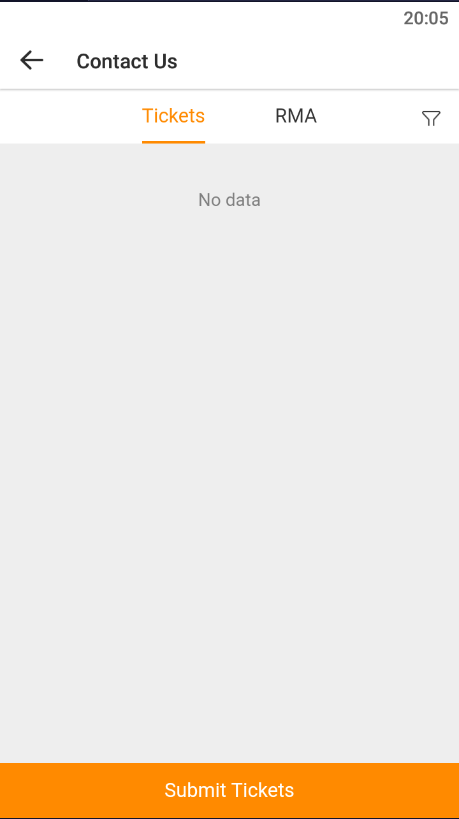 20:05
Contact Us
Tickets RMA
No data
Submit Tickets